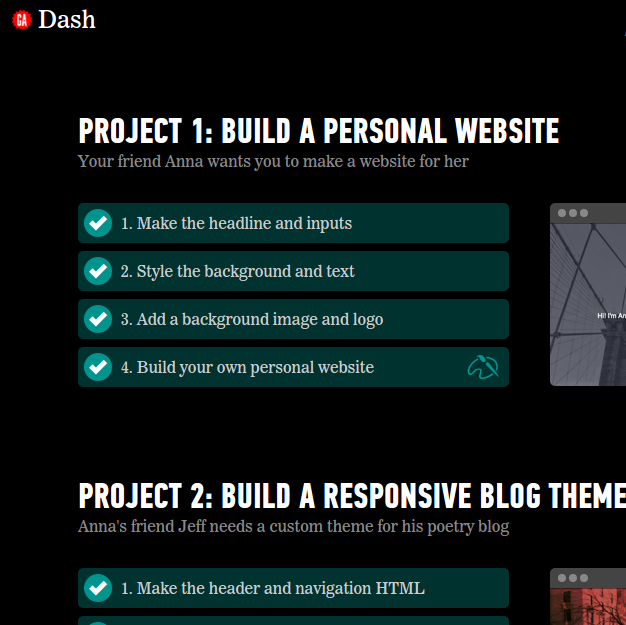 GA Dash
PROJECT 1: BUILD A PERSONAL WEBSITE
Your friend Anna wants you to make a website for her
1. Make the headline and inputs
2. Style the background and text
3. Add a background image and logo
4. Build your own personal website
Hi! I'm An
PROJECT 2: BUILD A RESPONSIVE BLOG THEME
Anna's friend Jeff needs a custom theme for his poetry blog
1. Make the header and navigation HTML